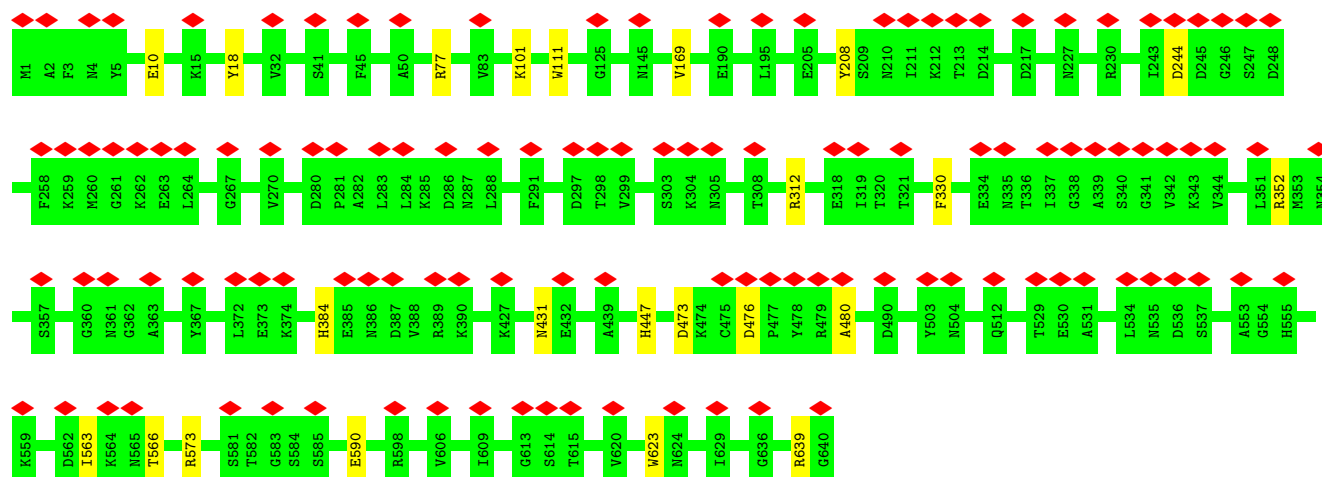 M1 A2 F3 N4 Y5 E10 K15 Y18 V32 S41 F45 A50 R77 V83 K101 W111 G125 N145 V169 E190 L195 E205 Y208 S209 N210 I211 K212 T213 D214 D217 N227 R230 I243 D244 D245 G246 S247 D248
F258 K259 M260 G261 K262 E263 L264 G267 V270 D280 P281 A282 L283 L284 K285 D286 N287 L288 F291 D297 T298 V299 S303 K304 N305 T308 R312 E318 I319 T320 T321 F330 E334 N335 T336 I337 G338 A339 S340 G341 V342 K343 V344 L351 R352 M353 N354
S357 G360 N361 G362 A363 Y367 L372 E373 K374 H384 E385 N386 D387 V388 R389 K390 K427 N431 E432 A439 H447 D473 K474 C475 D476 P477 Y478 R479 A480 D490 Y503 N504 Q512 T529 E530 A531 L534 N535 D536 S537 A553 G554 H555
K559 D562 I563 K564 N565 T566 R573 S581 T582 G583 S584 S585 E590 R598 V606 I609 G613 S614 T615 V620 W623 N624 I629 G636 R639 G640